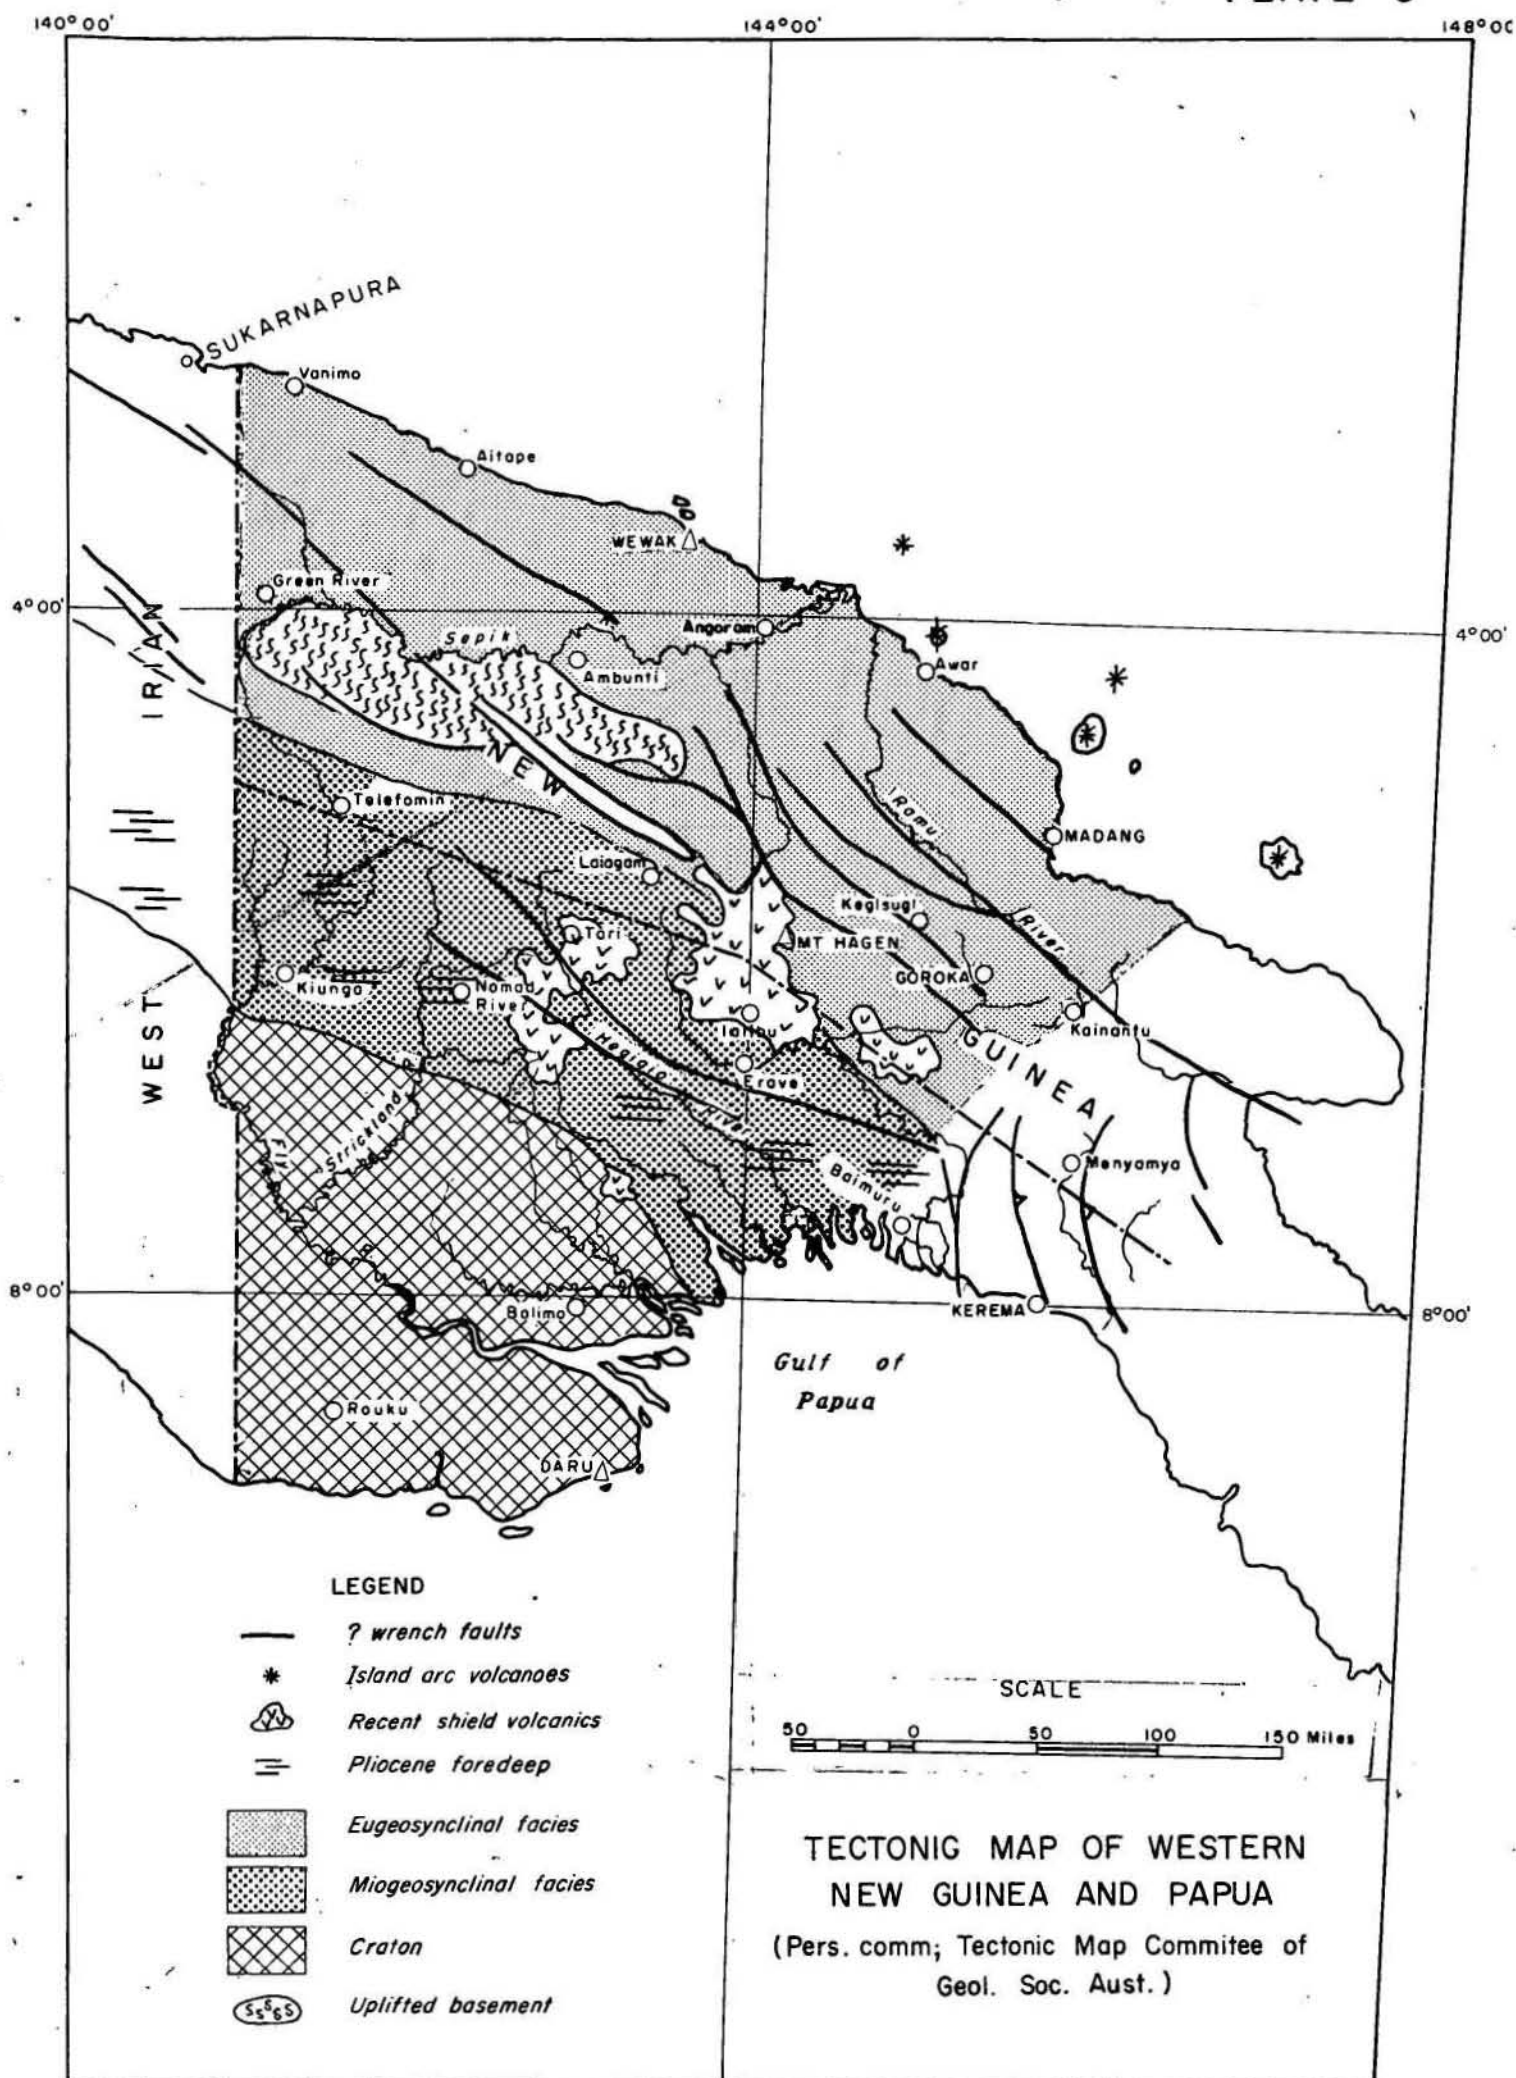 140°00'
144°00'
148°00
SUKARNAPURA
Vanimo
Aitape
WEWAK
Green River
4°00'
4°00'
Sepik
Angoram
Ambunti
Awar
WEST IRIAN
NEW GUINEA
Telefomin
Ramu River
MADANG
Laiagam
Kegisugl
Tari
MT HAGEN
GOROKA
Kiunga
Nomad
River
Ialibu
Kainantu
Hegigio River
Erave
Strickland
Fly
Menyamya
Baimuru
8°00'
8°00'
Balimo
KEREMA
Gulf of
Papua
Rouku
DARU
LEGEND
? wrench faults
Island arc volcanoes
Recent shield volcanics
Pliocene foredeep
Eugeosynclinal facies
Miogeosynclinal facies
Craton
Uplifted basement
SCALE
50 0 50 100 150 Miles
TECTONIC MAP OF WESTERN
NEW GUINEA AND PAPUA
(Pers. comm; Tectonic Map Commitee of
Geol. Soc. Aust.)